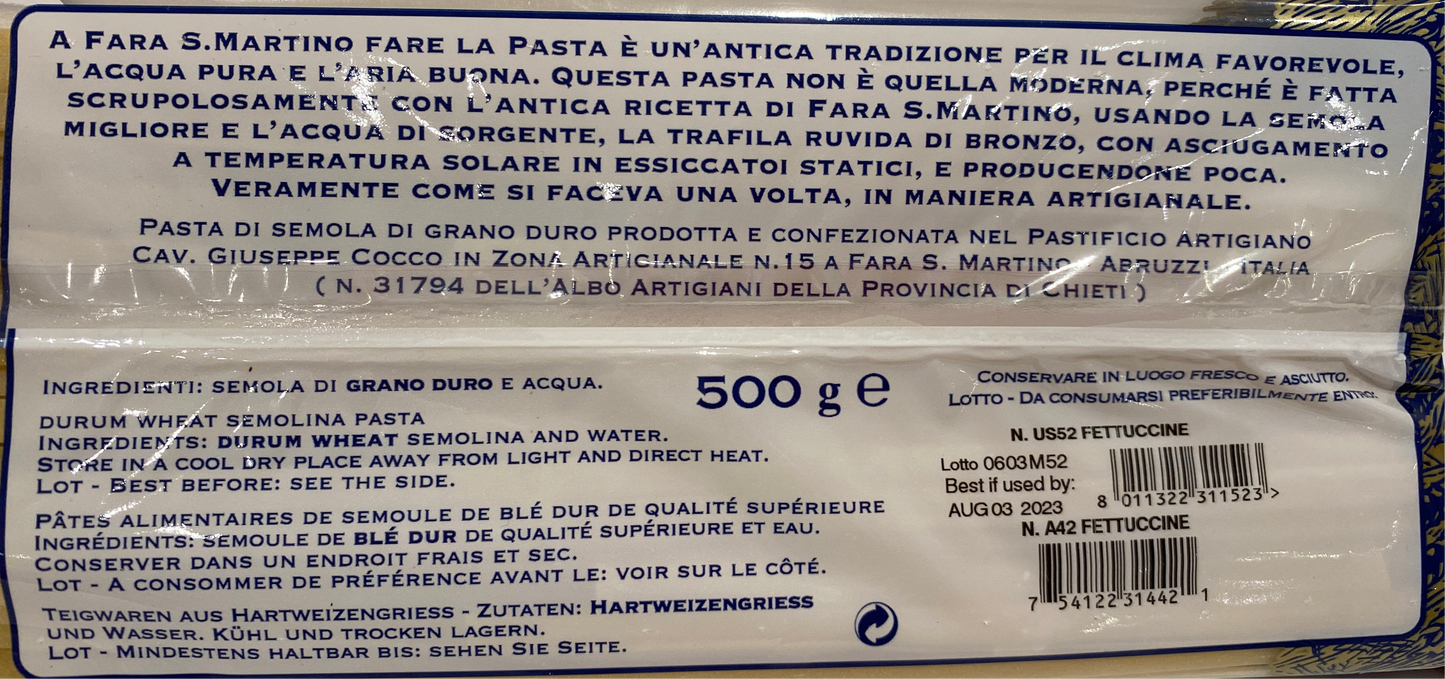 A FARA S.MARTINO FARE LA PASTA È UN'ANTICA TRADIZIONE PER IL CLIMA FAVOREVOLE,
L'ACQUA PURA E L'ARIA BUONA. QUESTA PASTA NON È QUELLA MODERNA, PERCHÉ È FATTA
SCRUPOLOSAMENTE CON L'ANTICA RICETTA DI FARA S.MARTINO, USANDO LA SEMOLA
MIGLIORE E L'ACQUA DI SORGENTE, LA TRAFILA RUVIDA DI BRONZO, CON ASCIUGAMENTO
A TEMPERATURA SOLARE IN ESSICCATOI STATICI, E PRODUCENDONE POCA.
VERAMENTE COME SI FACEVA UNA VOLTA, IN MANIERA ARTIGIANALE.
PASTA DI SEMOLA DI GRANO DURO PRODOTTA E CONFEZIONATA NEL PASTIFICIO ARTIGIANO
CAV. GIUSEPPE COCCO IN ZONA ARTIGIANALE N.15 A FARA S. MARTINO - ABRUZZI - ITALIA
( N. 31794 DELL'ALBO ARTIGIANI DELLA PROVINCIA DI CHIETI )
INGREDIENTI: SEMOLA DI GRANO DURO E ACQUA.
DURUM WHEAT SEMOLINA PASTA
INGREDIENTS: DURUM WHEAT SEMOLINA AND WATER.
STORE IN A COOL DRY PLACE AWAY FROM LIGHT AND DIRECT HEAT.
LOT - BEST BEFORE: SEE THE SIDE.
PÂTES ALIMENTAIRES DE SEMOULE DE BLÉ DUR DE QUALITÉ SUPÉRIEURE
INGRÉDIENTS: SEMOULE DE BLÉ DUR DE QUALITÉ SUPÉRIEURE ET EAU.
CONSERVER DANS UN ENDROIT FRAIS ET SEC.
LOT - A CONSOMMER DE PRÉFÉRENCE AVANT LE: VOIR SUR LE CÔTÉ.
TEIGWAREN AUS HARTWEIZENGRIESS - ZUTATEN: HARTWEIZENGRIESS
UND WASSER. KÜHL UND TROCKEN LAGERN.
LOT - MINDESTENS HALTBAR BIS: SEHEN SIE SEITE.
500 g e
CONSERVARE IN LUOGO FRESCO E ASCIUTTO.
LOTTO - DA CONSUMARSI PREFERIBILMENTE ENTRO:
N. US52 FETTUCCINE
Lotto 0603M52
Best if used by:
AUG 03 2023
8 011322 311523 >
N. A42 FETTUCCINE
7 54122 31442 1